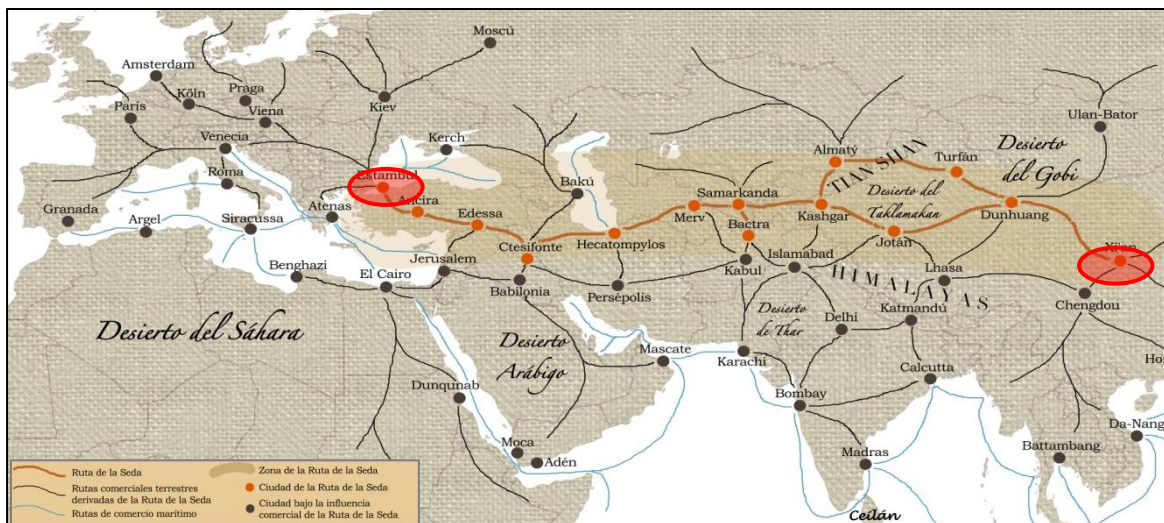 Moscú
Amsterdam
Köln
Praga
París
Viena
Kiev
Ulan-Bator
Venecia
Kerch
Almatý
TIAN SHAN
Turfán
Desierto
del Gobi
Roma
Estambul
Bakú
Samarkanda
Desierto del
Taklamakan
Granada
Argel
Siracussa
Atenas
Ancira
Edessa
Merv
Bactra
Kashgar
Dunhuang
Ctesifonte
Hecatompylos
Jotán
Xi'an
Benghazi
El Cairo
Jerusalem
Babilonia
Persépolis
Kabul
Islamabad
HIMALAYAS
Lhasa
Chengdou
Katmandú
Desierto del Sáhara
Desierto
Arábigo
Desierto
de Thar
Delhi
Mascate
Karachi
Calcutta
Ho
Dunqunab
Bombay
Da-Nang
Moca
Adén
Madras
Battambang
Ceilán
Ruta de la Seda
Rutas comerciales terrestres
derivadas de la Ruta de la Seda
Rutas de comercio marítimo
Zona de la Ruta de la Seda
Ciudad de la Ruta de la Seda
Ciudad bajo la influencia
comercial de la Ruta de la Seda